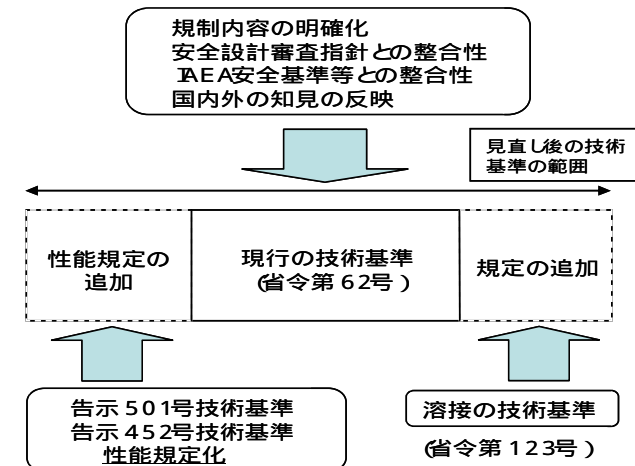 規制内容の明確化
安全設計審査指針との整合性
IAEA安全基準等との整合性
国内外の知見の反映
見直し後の技術
基準の範囲
性能規定の
追加
現行の技術基準
(省令第62号)
規定の追加
告示501号技術基準
告示452号技術基準
性能規定化
溶接の技術基準
(省令第123号)